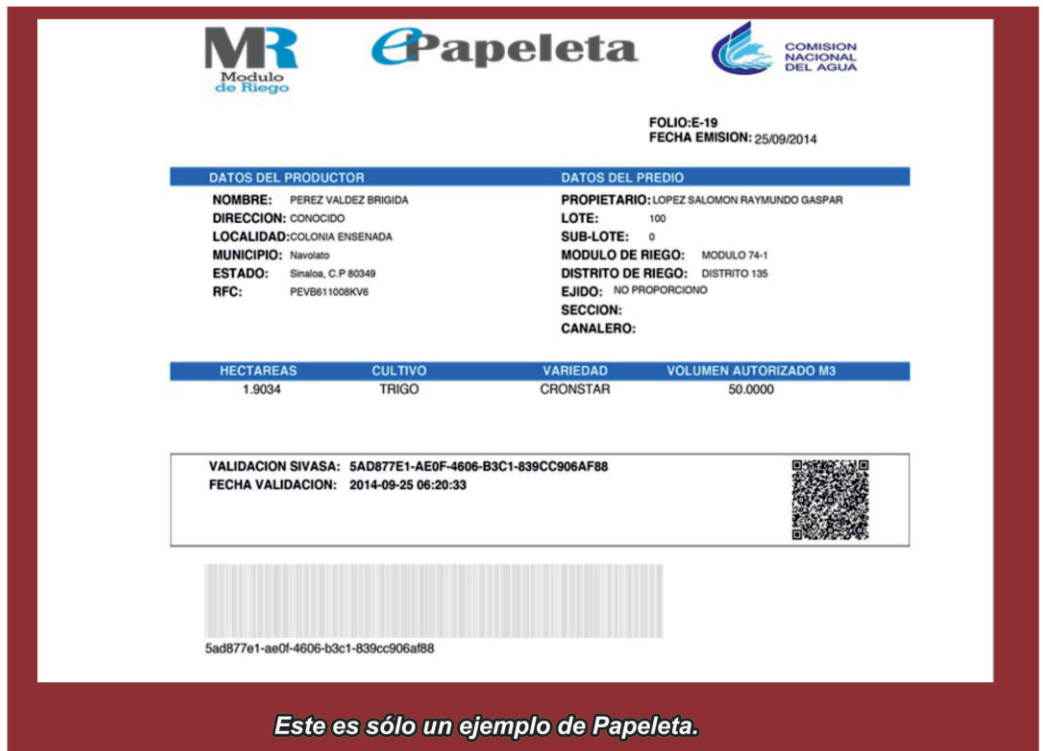 MR
Modulo
de Riego
ePapeleta
COMISION
NACIONAL
DEL AGUA
FOLIO:E-19
FECHA EMISION: 25/09/2014
DATOS DEL PRODUCTOR
NOMBRE: PEREZ VALDEZ BRIGIDA
DIRECCION: CONOCIDO
LOCALIDAD:COLONIA ENSENADA
MUNICIPIO: Navolato
ESTADO: Sinaloa, C.P 80349
RFC: PEVB611008KV6
DATOS DEL PREDIO
PROPIETARIO: LOPEZ SALOMON RAYMUNDO GASPAR
LOTE: 100
SUB-LOTE: 0
MODULO DE RIEGO: MODULO 74-1
DISTRITO DE RIEGO: DISTRITO 135
EJIDO: NO PROPORCIONO
SECCION:
CANALERO:
HECTAREAS CULTIVO VARIEDAD VOLUMEN AUTORIZADO M3
1.9034 TRIGO CRONSTAR 50.0000
VALIDACION SIVASA: 5AD877E1-AE0F-4606-B3C1-839CC906AF88
FECHA VALIDACION: 2014-09-25 06:20:33
5ad877e1-ae0f-4606-b3c1-839cc906af88
Este es sólo un ejemplo de Papeleta.